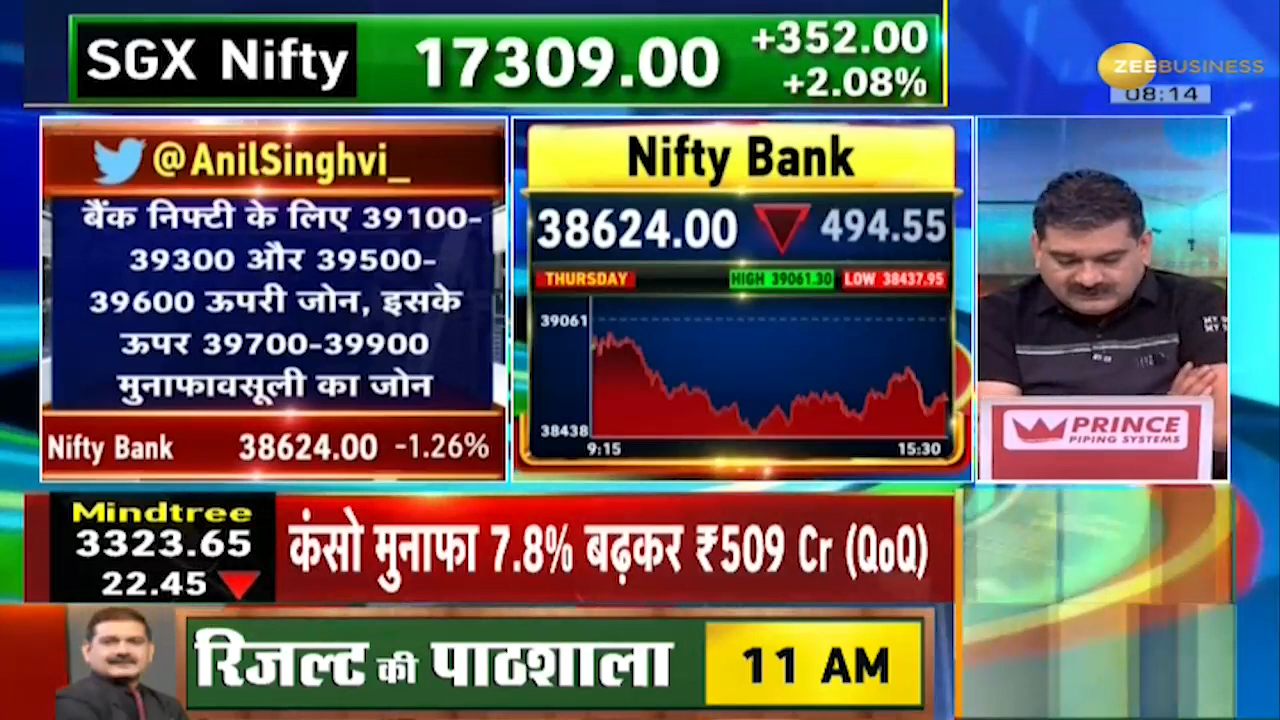 SGX Nifty 17309.00 +352.00
+2.08%
ZEEBUSINESS
08:14
@AnilSinghvi_
बैंक निफ्टी के लिए 39100-
39300 और 39500-
39600 ऊपरी जोन, इसके
ऊपर 39700-39900
मुनाफावसूली का जोन
Nifty Bank 38624.00 -1.26%
Nifty Bank
38624.00 494.55
THURSDAY HIGH 39061.30 LOW 38437.95
39061
38438
9:15 15:30
PRINCE
PIPING SYSTEMS
Mindtree
3323.65
22.45
कंसो मुनाफा 7.8% बढ़कर ₹509 Cr (QoQ)
रिजल्ट की पाठशाला 11 AM